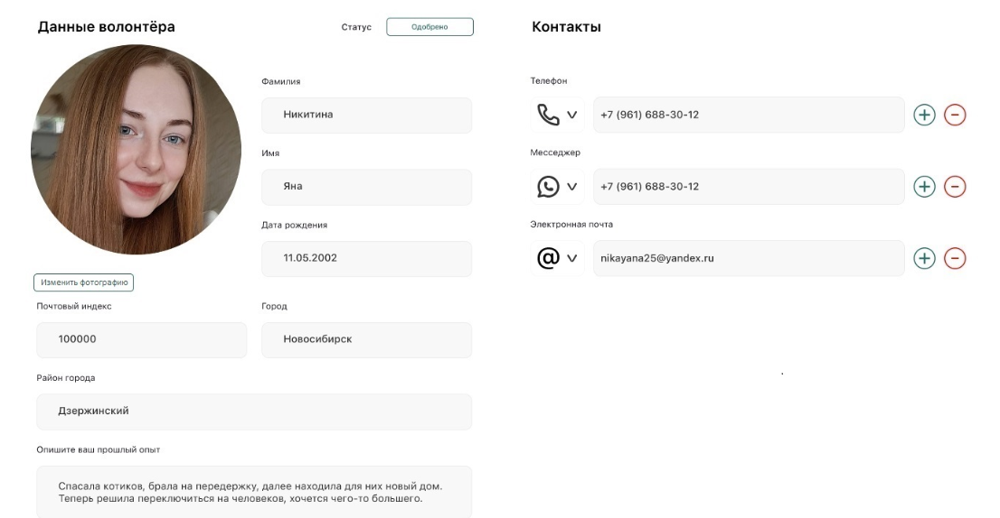 Данные волонтёра
Статус
Одобрено
Фамилия
Никитина
Имя
Яна
Дата рождения
11.05.2002
Изменить фотографию
Почтовый индекс
100000
Город
Новосибирск
Район города
Дзержинский
Опишите ваш прошлый опыт
Спасала котиков, брала на передержку, далее находила для них новый дом.
Теперь решила переключиться на человеков, хочется чего-то большего.
Контакты
Телефон
+7 (961) 688-30-12
Месседжер
+7 (961) 688-30-12
Электронная почта
@
nikayana25@yandex.ru